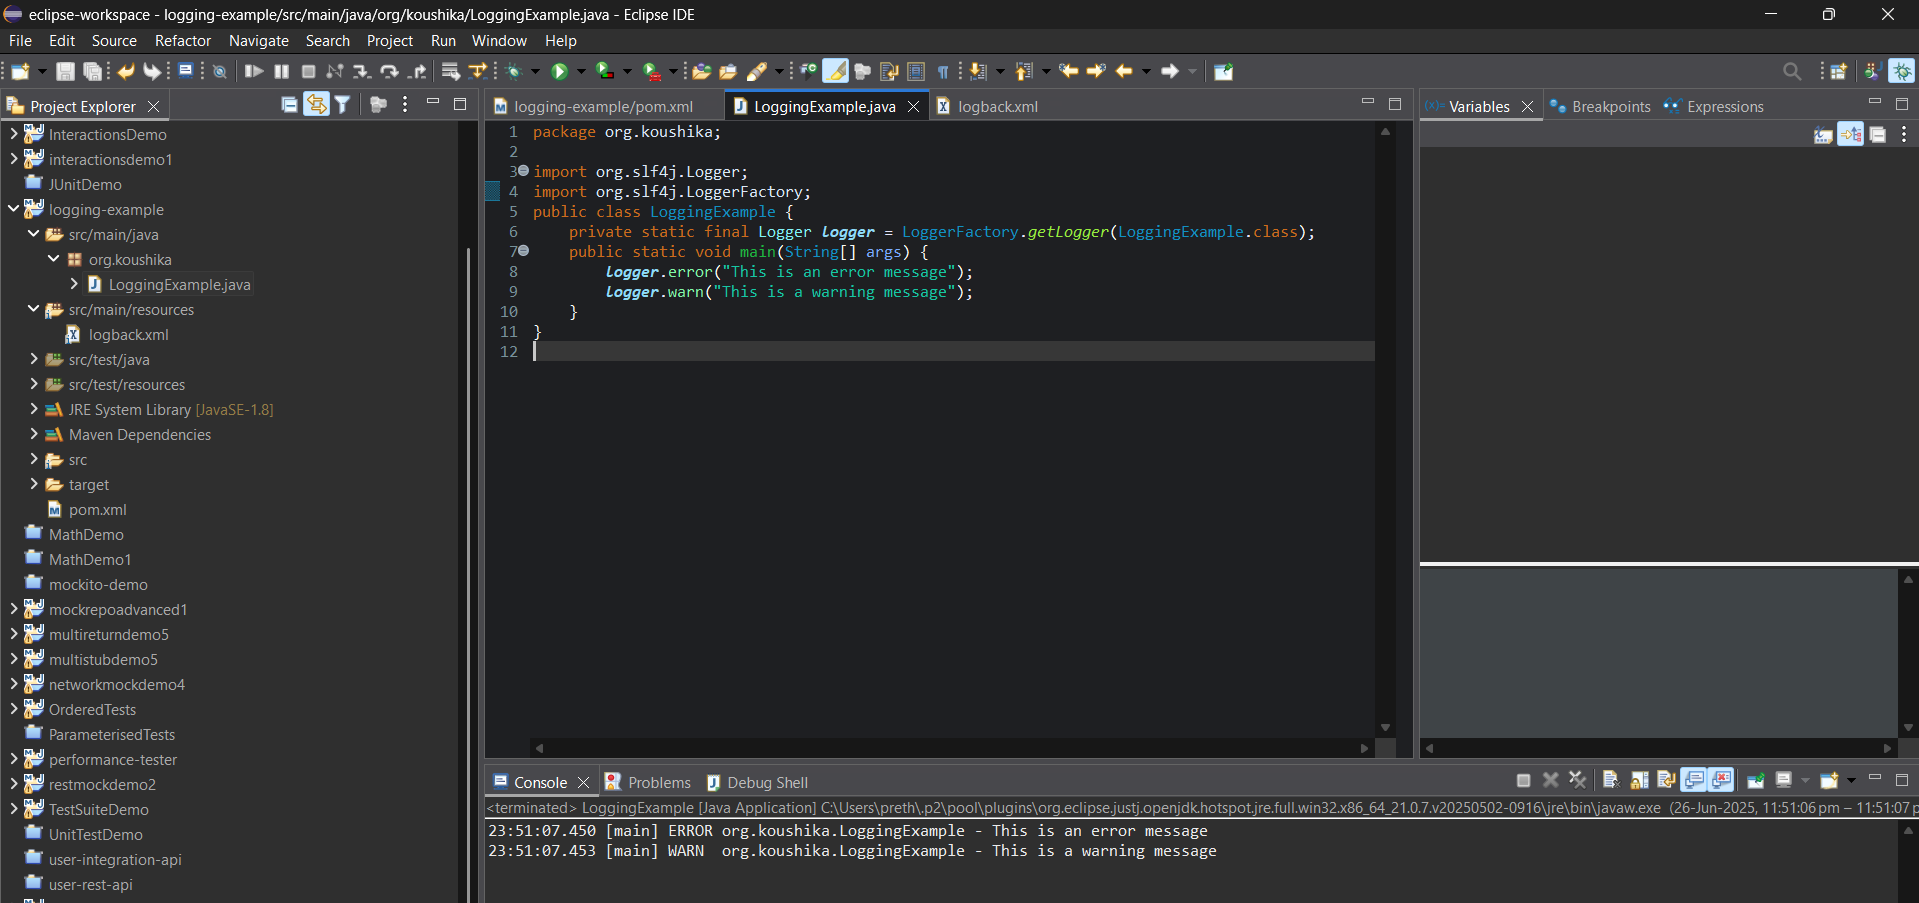 eclipse-workspace - logging-example/src/main/java/org/koushika/LoggingExample.java - Eclipse IDE
File Edit Source Refactor Navigate Search Project Run Window Help
Project Explorer
InteractionsDemo
interactionsdemo1
JUnitDemo
logging-example
src/main/java
org.koushika
LoggingExample.java
src/main/resources
logback.xml
src/test/java
src/test/resources
JRE System Library [JavaSE-1.8]
Maven Dependencies
src
target
pom.xml
MathDemo
MathDemo1
mockito-demo
mockrepoadvanced1
multireturndemo5
multistubdemo5
networkmockdemo4
OrderedTests
ParameterisedTests
performance-tester
restmockdemo2
TestSuiteDemo
UnitTestDemo
user-integration-api
user-rest-api
logging-example/pom.xml LoggingExample.java logback.xml
1 package org.koushika;
2
3 import org.slf4j.Logger;
4 import org.slf4j.LoggerFactory;
5 public class LoggingExample {
6 private static final Logger logger = LoggerFactory.getLogger(LoggingExample.class);
7 public static void main(String[] args) {
8 logger.error("This is an error message");
9 logger.warn("This is a warning message");
10 }
11 }
12
(x)= Variables Breakpoints Expressions
Console Problems Debug Shell
<terminated> LoggingExample [Java Application] C:\Users\preth\.p2\pool\plugins\org.eclipse.justj.openjdk.hotspot.jre.full.win32.x86_64_21.0.7.v20250502-0916\jre\bin\javaw.exe (26-Jun-2025, 11:51:06 pm – 11:51:07 p
23:51:07.450 [main] ERROR org.koushika.LoggingExample - This is an error message
23:51:07.453 [main] WARN  org.koushika.LoggingExample - This is a warning message